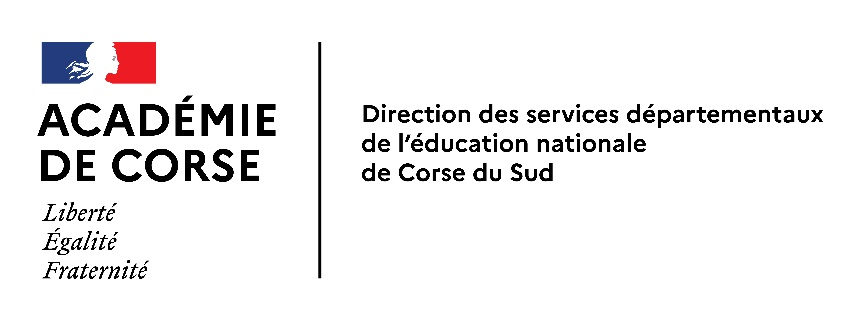 ACADÉMIE
DE CORSE
Liberté
Égalité
Fraternité
Direction des services départementaux
de l'éducation nationale
de Corse du Sud